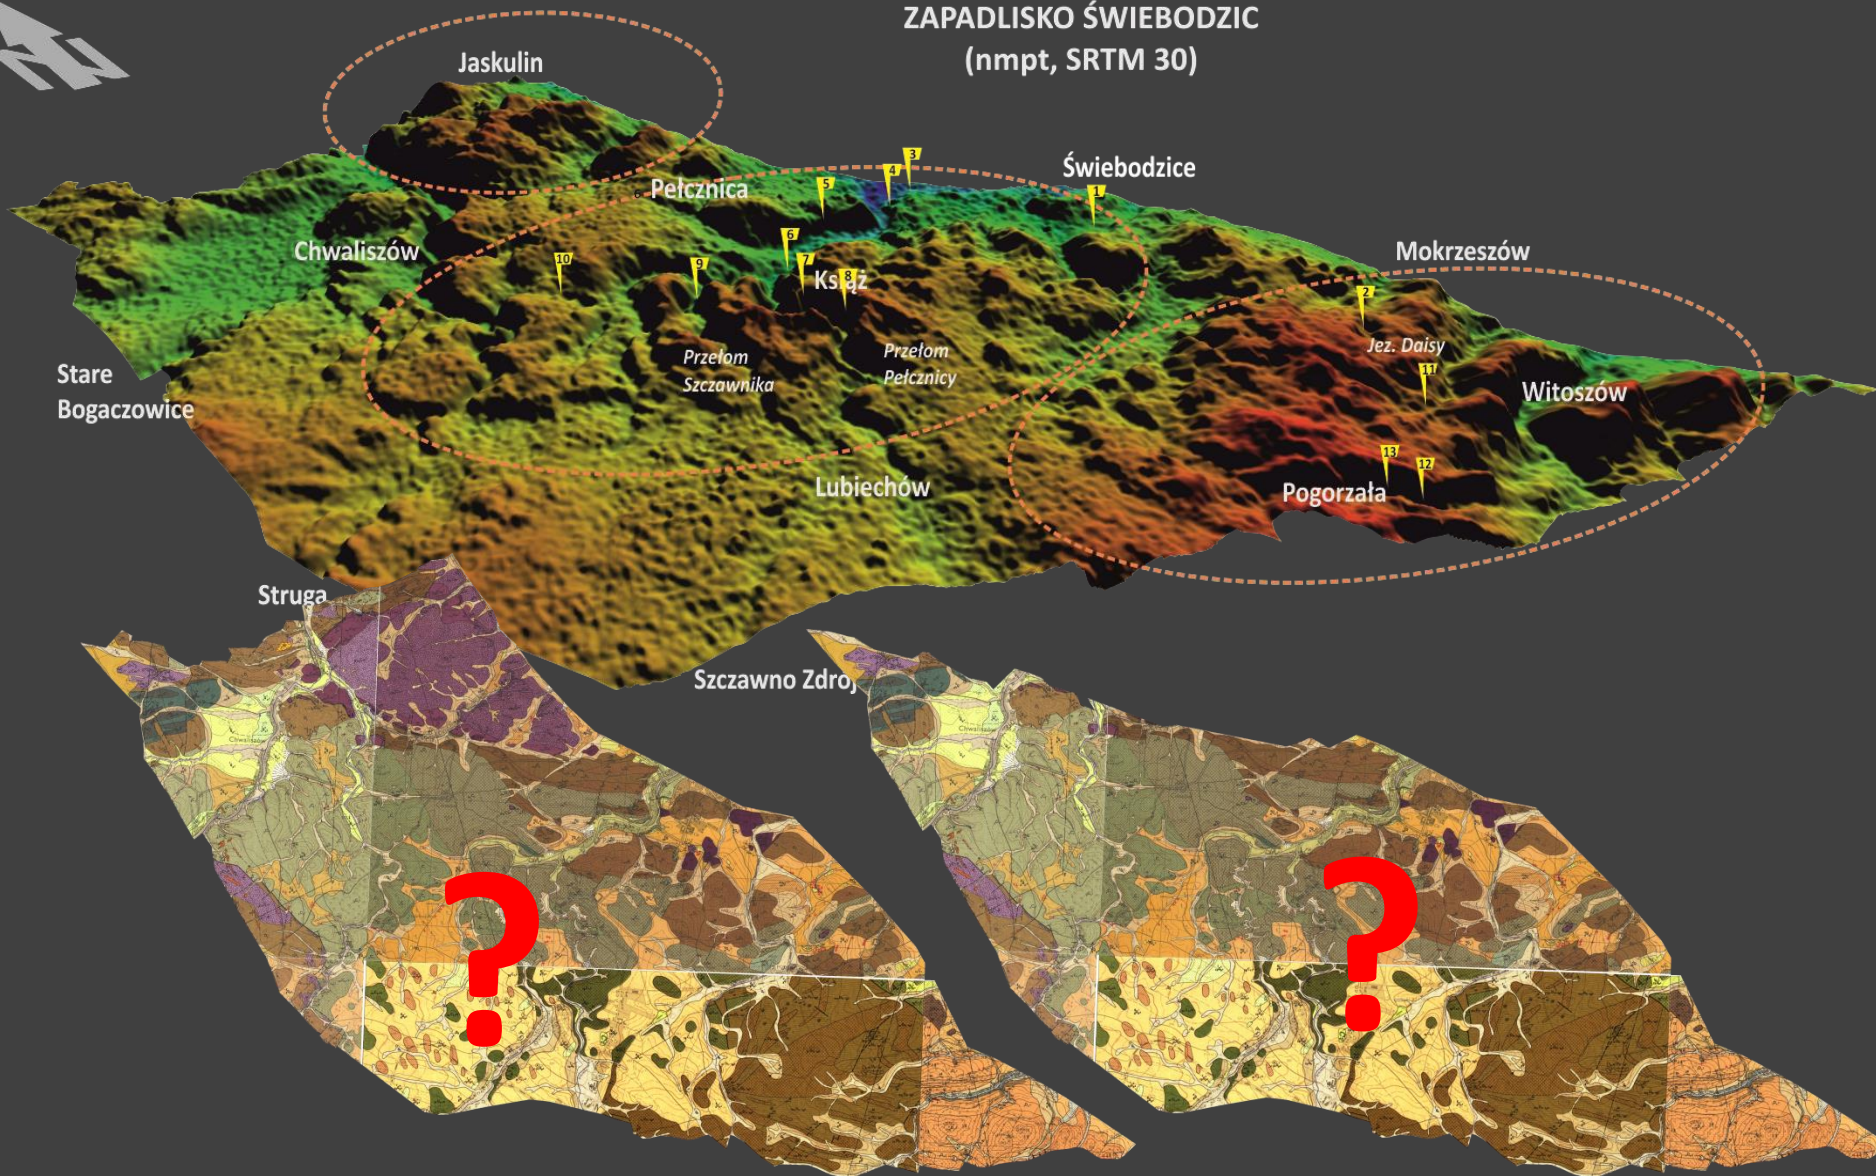 ZAPADLISKO ŚWIEBODZIC
(nmpt, SRTM 30)
N
Jaskulin
3
4
Świebodzice
5
Pełcznica
1
6
Chwaliszów
Mokrzeszów
10
9
7
8
Książ
2
Jez. Daisy
Przełom
Szczawnika
Przełom
Pełcznicy
11
Stare
Bogaczowice
Witoszów
13
12
Lubiechów
Pogorzała
Struga
Szczawno Zdrój
Chwaliszów
Chwaliszów
?
?